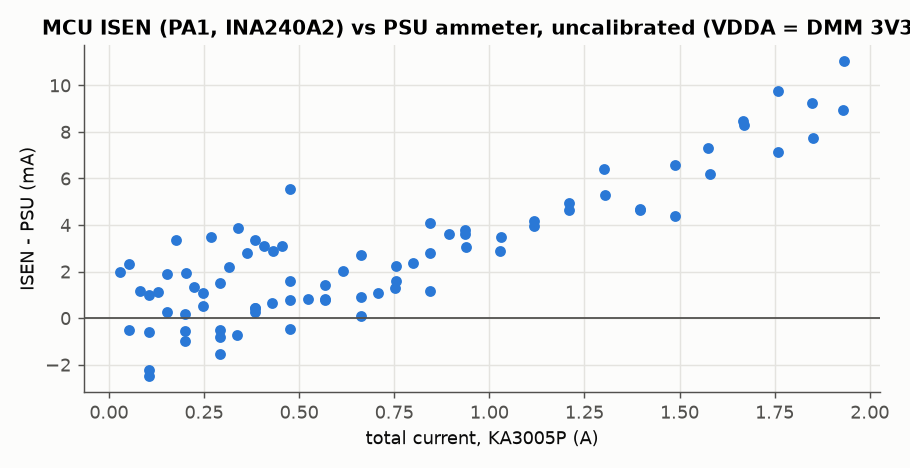 MCU ISEN (PA1, INA240A2) vs PSU ammeter, uncalibrated (VDDA = DMM 3V3
10
8
6
4
2
0
−2
ISEN - PSU (mA)
0.00 0.25 0.50 0.75 1.00 1.25 1.50 1.75 2.00
total current, KA3005P (A)